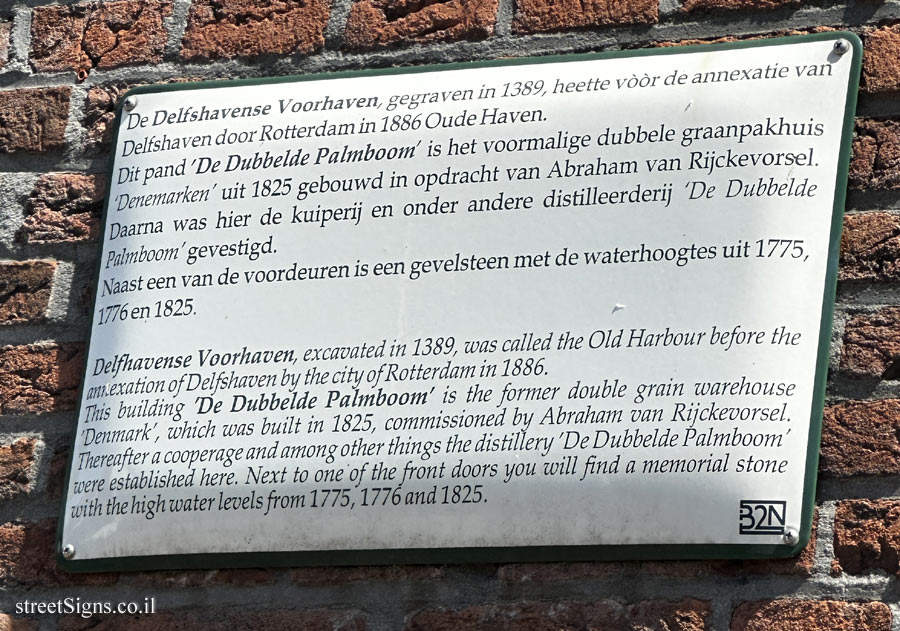 De Delfshavense Voorhaven, gegraven in 1389, heette vòòr de annexatie van
Delfshaven door Rotterdam in 1886 Oude Haven.
Dit pand 'De Dubbelde Palmboom' is het voormalige dubbele graanpakhuis
'Denemarken' uit 1825 gebouwd in opdracht van Abraham van Rijckevorsel.
Daarna was hier de kuiperij en onder andere distilleerderij 'De Dubbelde
Palmboom' gevestigd.
Naast een van de voordeuren is een gevelsteen met de waterhoogtes uit 1775,
1776 en 1825.
Delfhavense Voorhaven, excavated in 1389, was called the Old Harbour before the
annexation of Delfshaven by the city of Rotterdam in 1886.
This building 'De Dubbelde Palmboom' is the former double grain warehouse
'Denmark', which was built in 1825, commissioned by Abraham van Rijckevorsel.
Thereafter a cooperage and among other things the distillery 'De Dubbelde Palmboom'
were established here. Next to one of the front doors you will find a memorial stone
with the high water levels from 1775, 1776 and 1825.
B2N
streetSigns.co.il